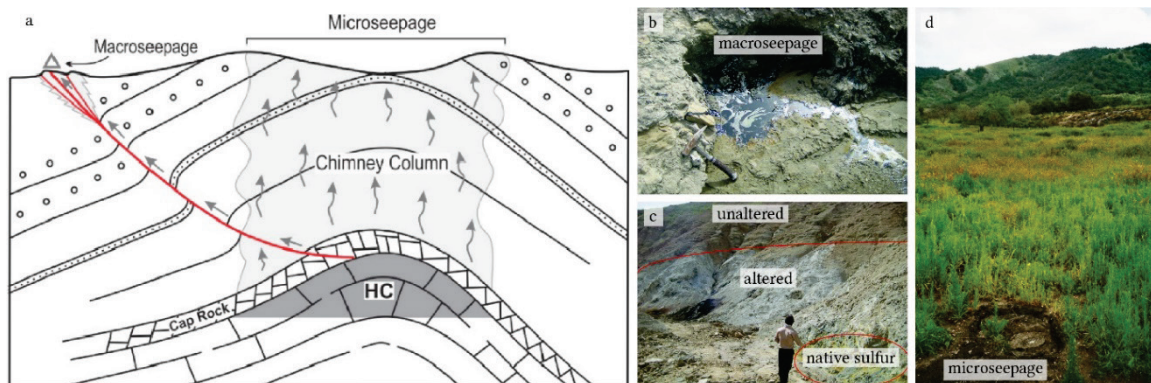 a
Microseepage
Macroseepage
Chimney Column
HC
Cap Rock
b
macroseepage
c
unaltered
altered
native sulfur
d
microseepage